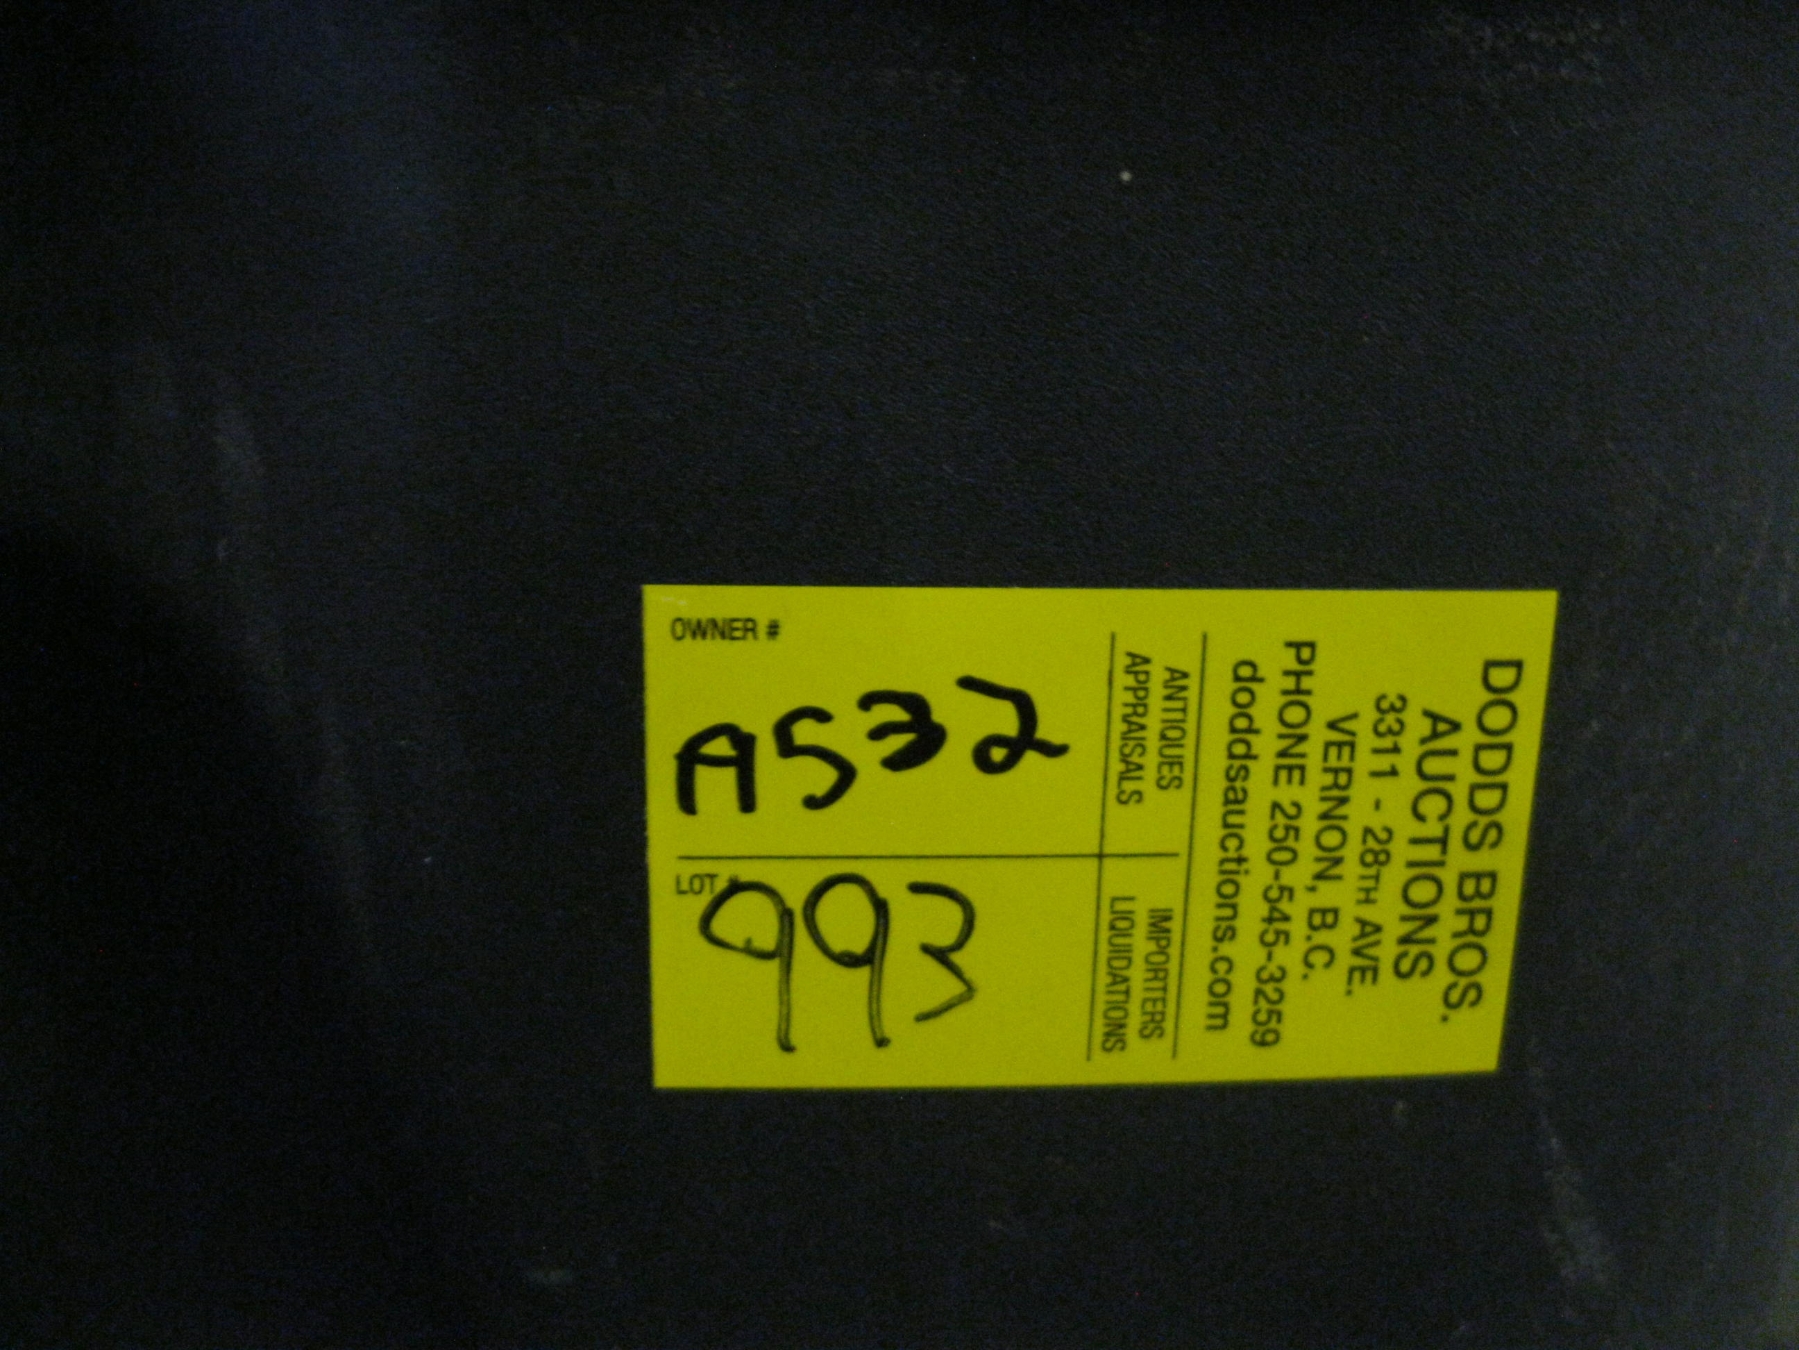 DODDS BROS.
AUCTIONS
3311 - 28TH AVE.
VERNON, B.C.
PHONE 250-545-3259
doddsauctions.com
ANTIQUES
APPRAISALS
IMPORTERS
LIQUIDATIONS
OWNER #
A532
LOT #
993